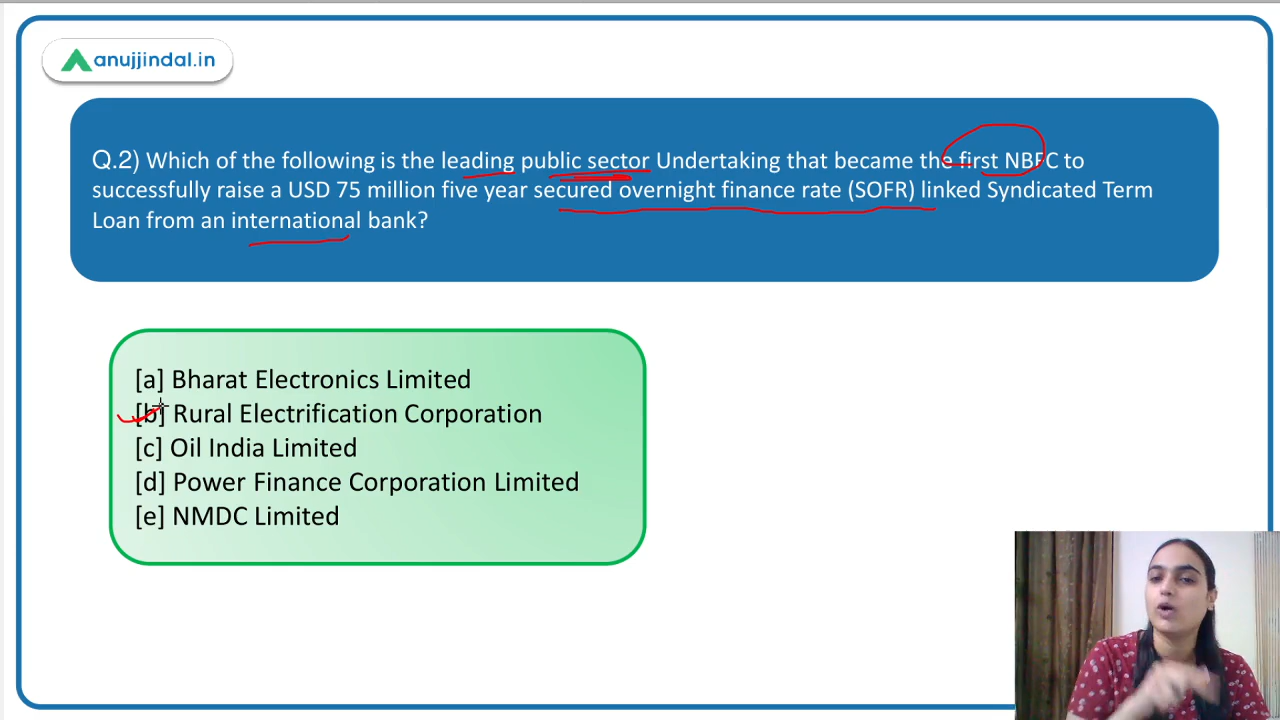 anujjindal.in
Q.2) Which of the following is the leading public sector Undertaking that became the first NBFC to
successfully raise a USD 75 million five year secured overnight finance rate (SOFR) linked Syndicated Term
Loan from an international bank?
[a] Bharat Electronics Limited
[b] Rural Electrification Corporation
[c] Oil India Limited
[d] Power Finance Corporation Limited
[e] NMDC Limited